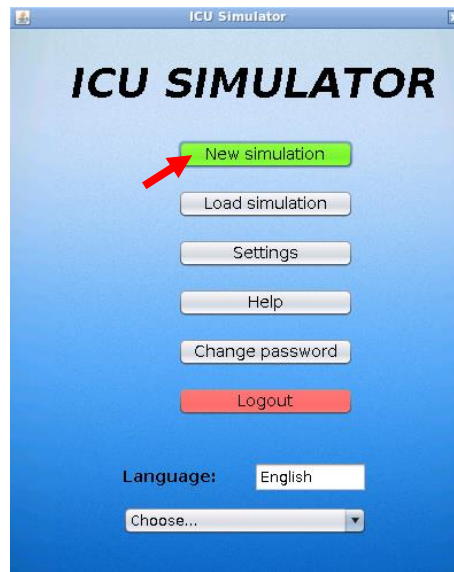 ICU Simulator
ICU SIMULATOR
New simulation
Load simulation
Settings
Help
Change password
Logout
Language: English
Choose...